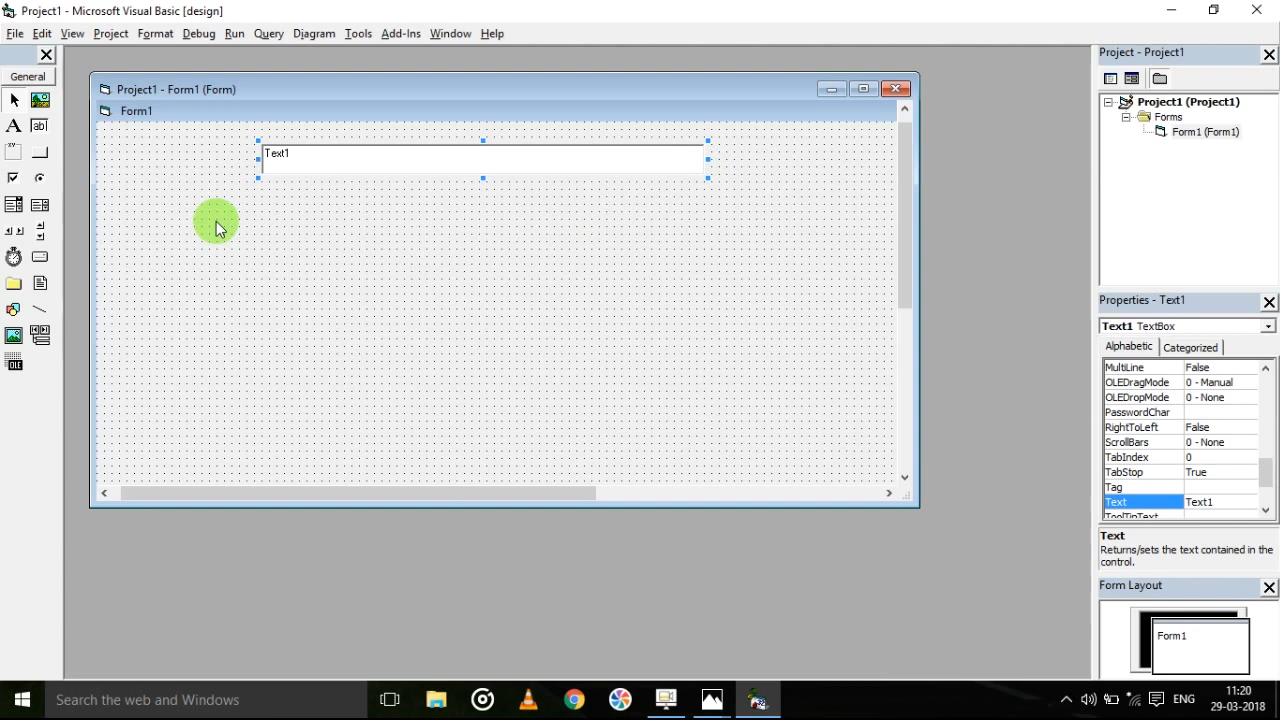 Project1 - Microsoft Visual Basic [design]
File Edit View Project Format Debug Run Query Diagram Tools Add-Ins Window Help
General
A
ab
xy
OLE
Project1 - Form1 (Form)
Form1
Text1
Project - Project1
Project1 (Project1)
Forms
Form1 (Form1)
Properties - Text1
Text1 TextBox
Alphabetic Categorized
MultiLine False
OLEDragMode 0 - Manual
OLEDropMode 0 - None
PasswordChar
RightToLeft False
ScrollBars 0 - None
TabIndex 0
TabStop True
Tag
Text Text1
ToolTipText
Text
Returns/sets the text contained in the
control.
Form Layout
Form1
Search the web and Windows
ENG
11:20
29-03-2018